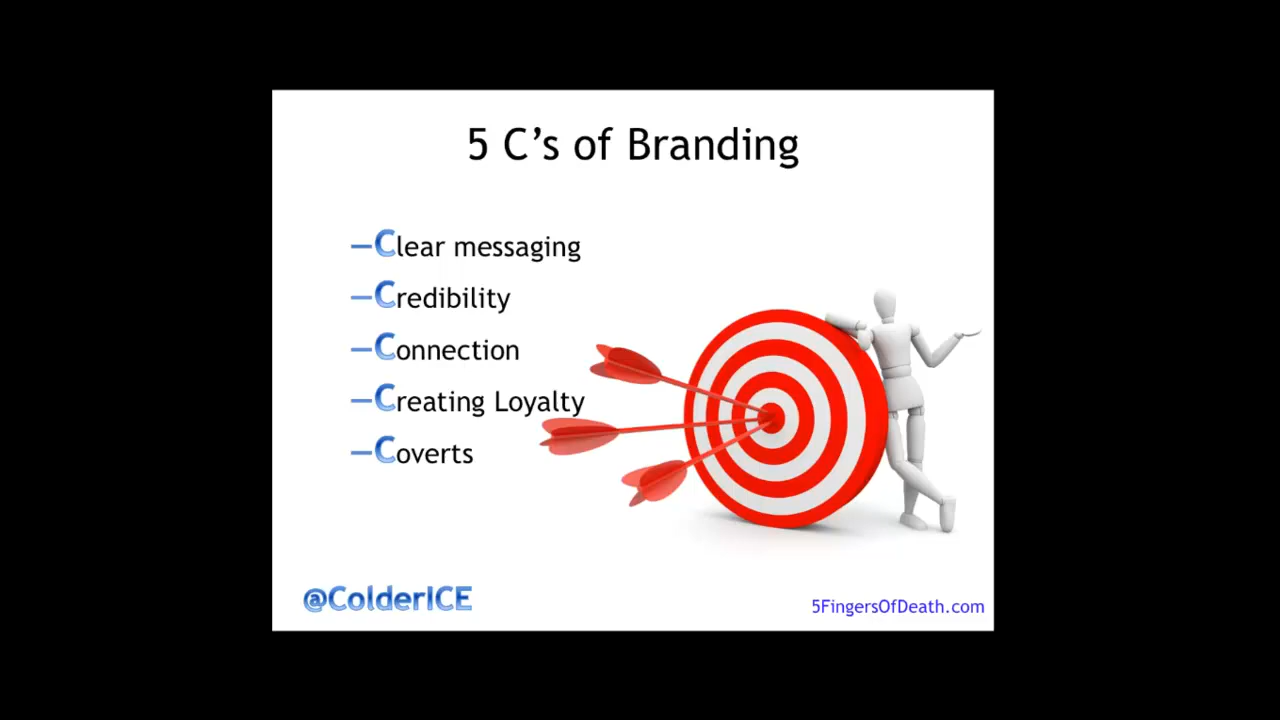 5 C’s of Branding
–Clear messaging
–Credibility
–Connection
–Creating Loyalty
–Coverts
@ColderICE
5FingersOfDeath.com